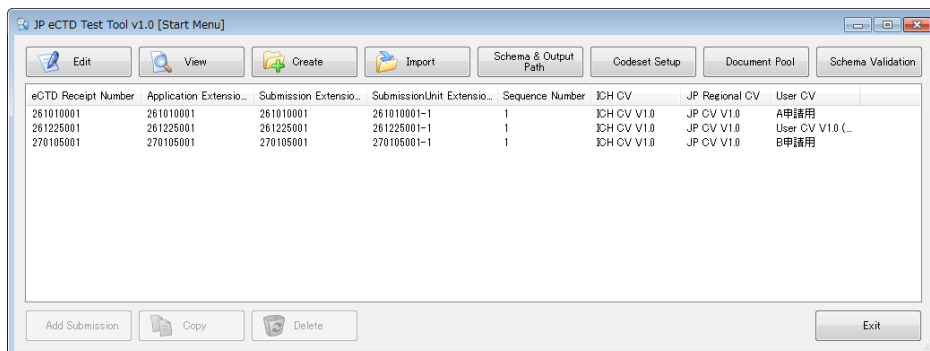 JP eCTD Test Tool v1.0 [Start Menu]
Edit View Create Import Schema & Output Path Codeset Setup Document Pool Schema Validation
eCTD Receipt Number Application Extensio... Submission Extensio... SubmissionUnit Extensio... Sequence Number ICH CV JP Regional CV User CV
261010001 261010001 261010001 261010001-1 1 ICH CV V1.0 JP CV V1.0 A申請用
261225001 261225001 261225001 261225001-1 1 ICH CV V1.0 JP CV V1.0 User CV V1.0 (...
270105001 270105001 270105001 270105001-1 1 ICH CV V1.0 JP CV V1.0 B申請用
Add Submission Copy Delete Exit